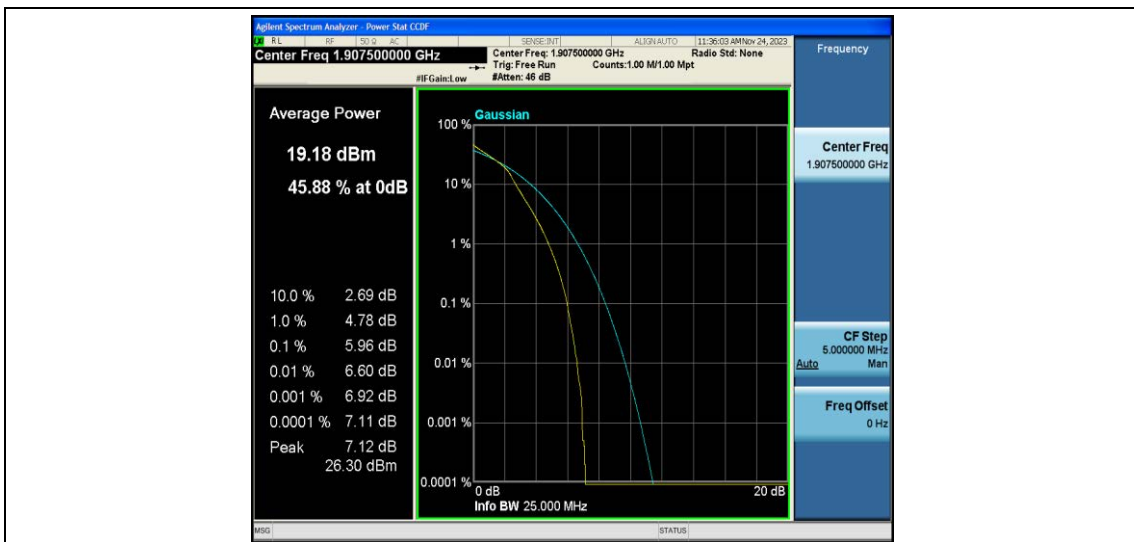 Agilent Spectrum Analyzer - Power Stat CCDF
RL RF 50 Ω AC SENSE:INT ALIGN AUTO 11:36:03 AM Nov 24, 2023
Center Freq 1.907500000 GHz
Center Freq: 1.907500000 GHz Radio Std: None
Trig: Free Run Counts:1.00 M/1.00 Mpt
#IFGain:Low #Atten: 46 dB
Frequency
Average Power
19.18 dBm
45.88 % at 0dB
10.0 % 2.69 dB
1.0 % 4.78 dB
0.1 % 5.96 dB
0.01 % 6.60 dB
0.001 % 6.92 dB
0.0001 % 7.11 dB
Peak 7.12 dB
26.30 dBm
Gaussian
100 %
10 %
1 %
0.1 %
0.01 %
0.001 %
0.0001 %
0 dB 20 dB
Info BW 25.000 MHz
Center Freq
1.907500000 GHz
CF Step
5.000000 MHz
Auto Man
Freq Offset
0 Hz
MSG STATUS